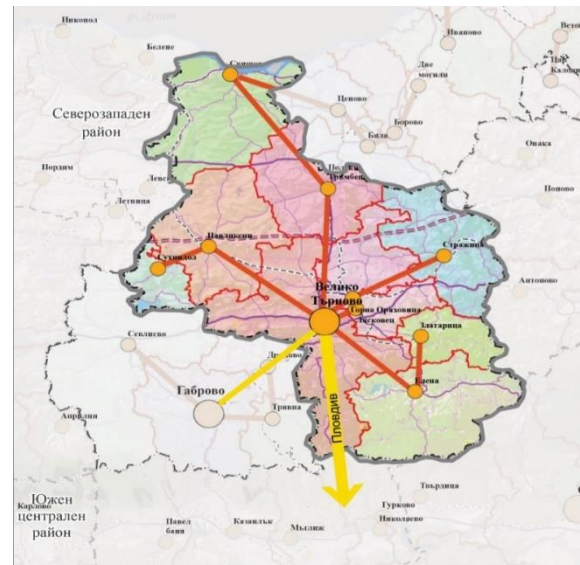 Никопол
Иваново
Белене
Свищов
Две
могили
Ценово
Борово
Бяла
Северозападен
район
Опака
Полски
Тръмбеш
Нордим
Левски
Попово
Летница
Павликени
Стражица
Сухиндол
Антоново
Велико
Търново
Горна Оряховица
Лясковец
Златарица
Севлиево
Дряново
Габрово
Елена
Трявна
Априлци
Пловдив
Твърдица
Южен
централен
район
Карлово
Гурково
Николаево
Павел
баня
Казанлък
Мъглиж